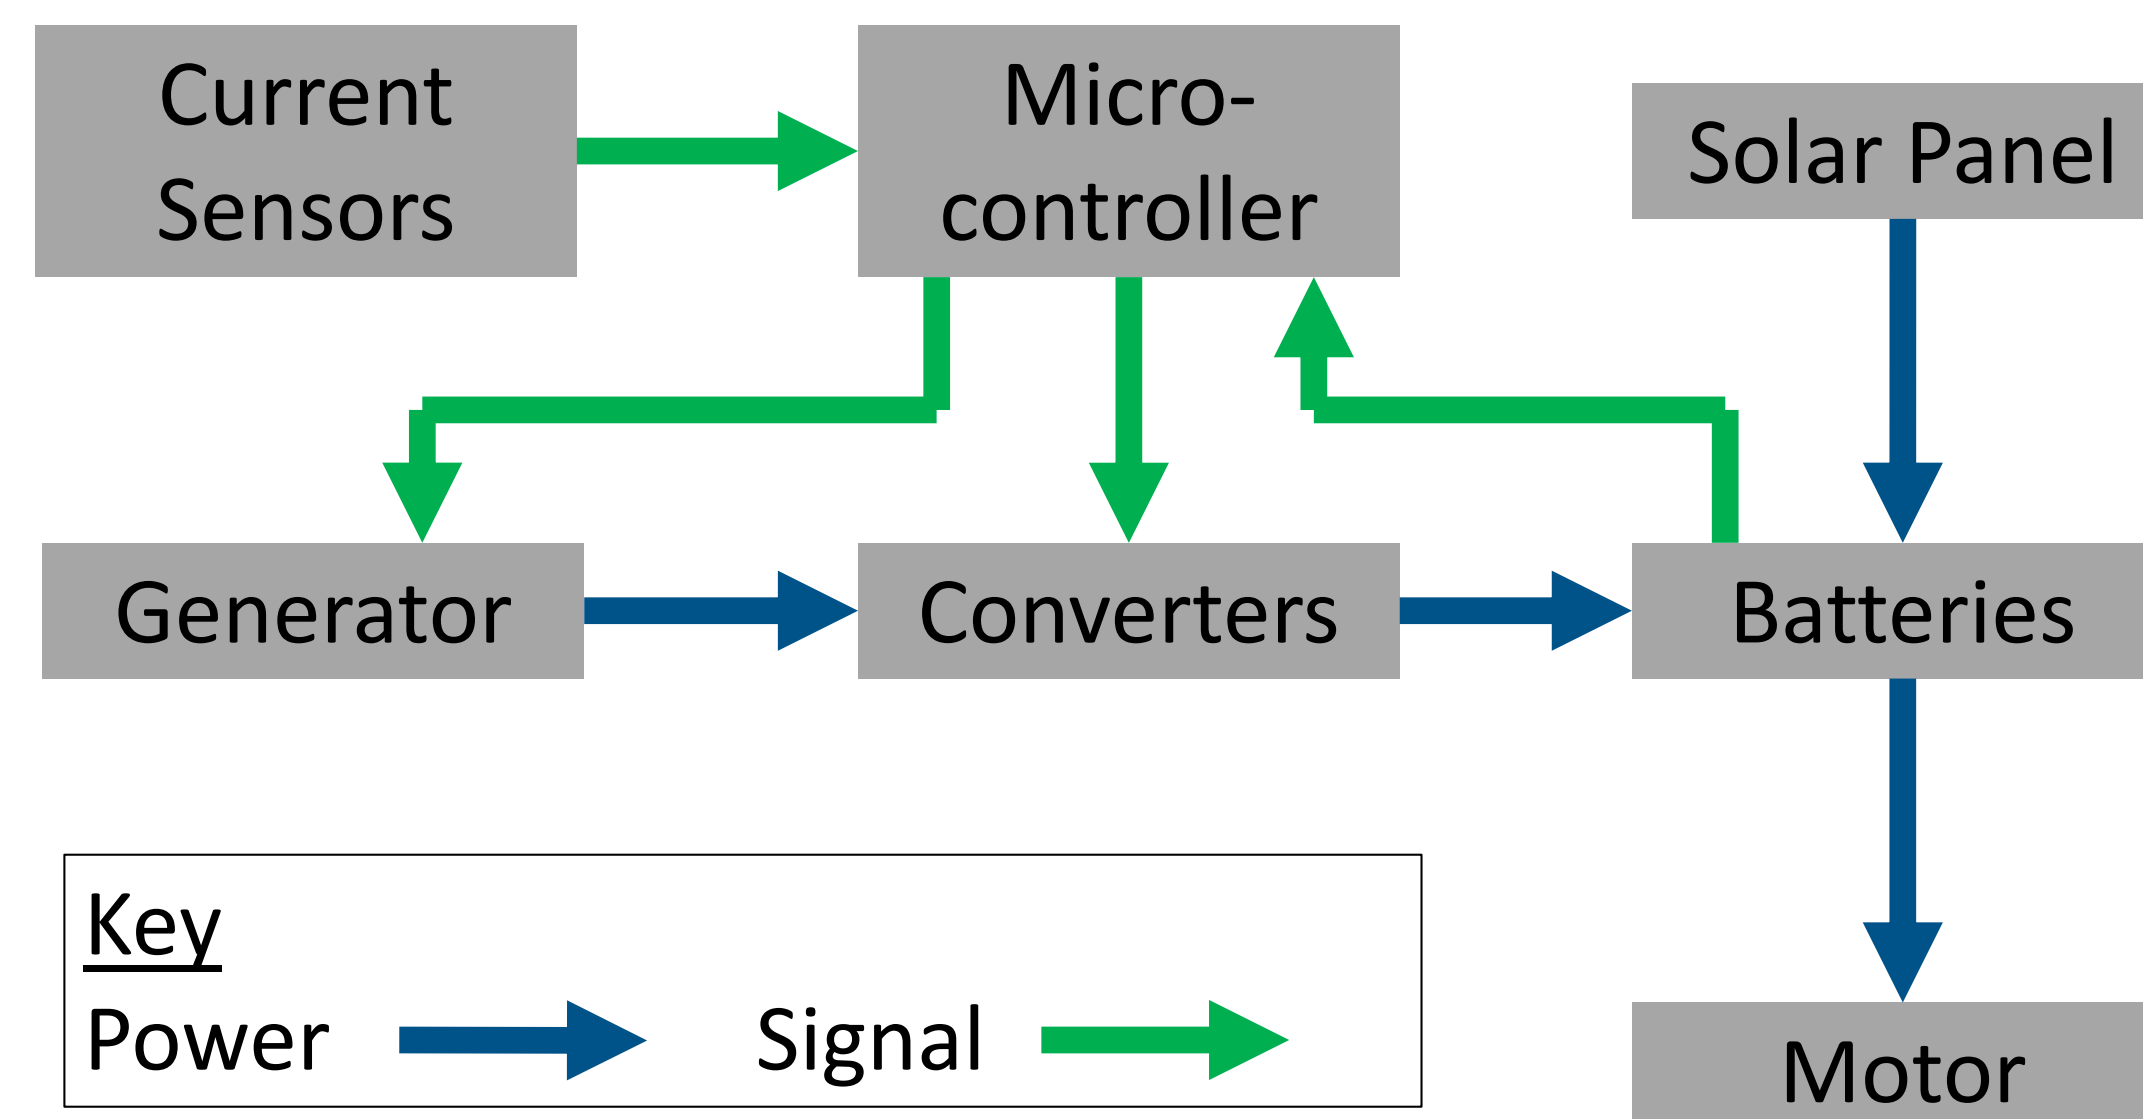 Current
Sensors
Micro-
controller
Solar Panel
Generator
Converters
Batteries
Key
Power
Signal
Motor